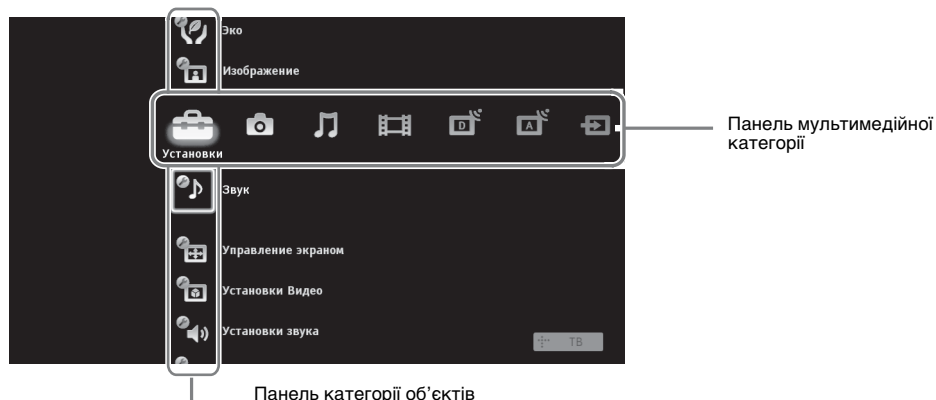 Эко
Изображение
Установки
Панель мультимедійної
категорії
Звук
Управление экраном
Установки Видео
Установки звука
ТВ
Панель категорії об’єктів